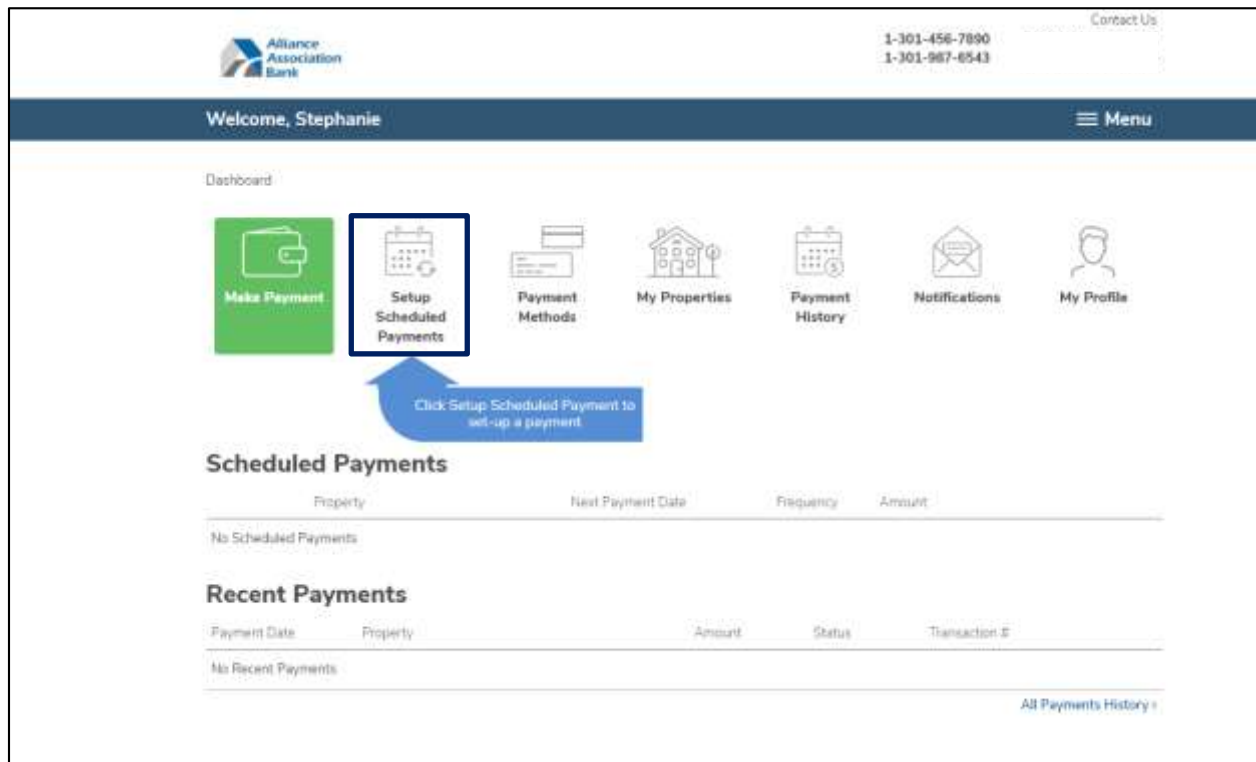 Contact Us
Alliance
Association
Bank
1-301-456-7890
1-301-987-6543
Welcome, Stephanie
Menu
Dashboard
Make Payment
Setup
Scheduled
Payments
Payment
Methods
My Properties
Payment
History
Notifications
My Profile
Click Setup Scheduled Payment to
set-up a payment
Scheduled Payments
Property Next Payment Date Frequency Amount
No Scheduled Payments
Recent Payments
Payment Date Property Amount Status Transaction #
No Recent Payments
All Payments History ›